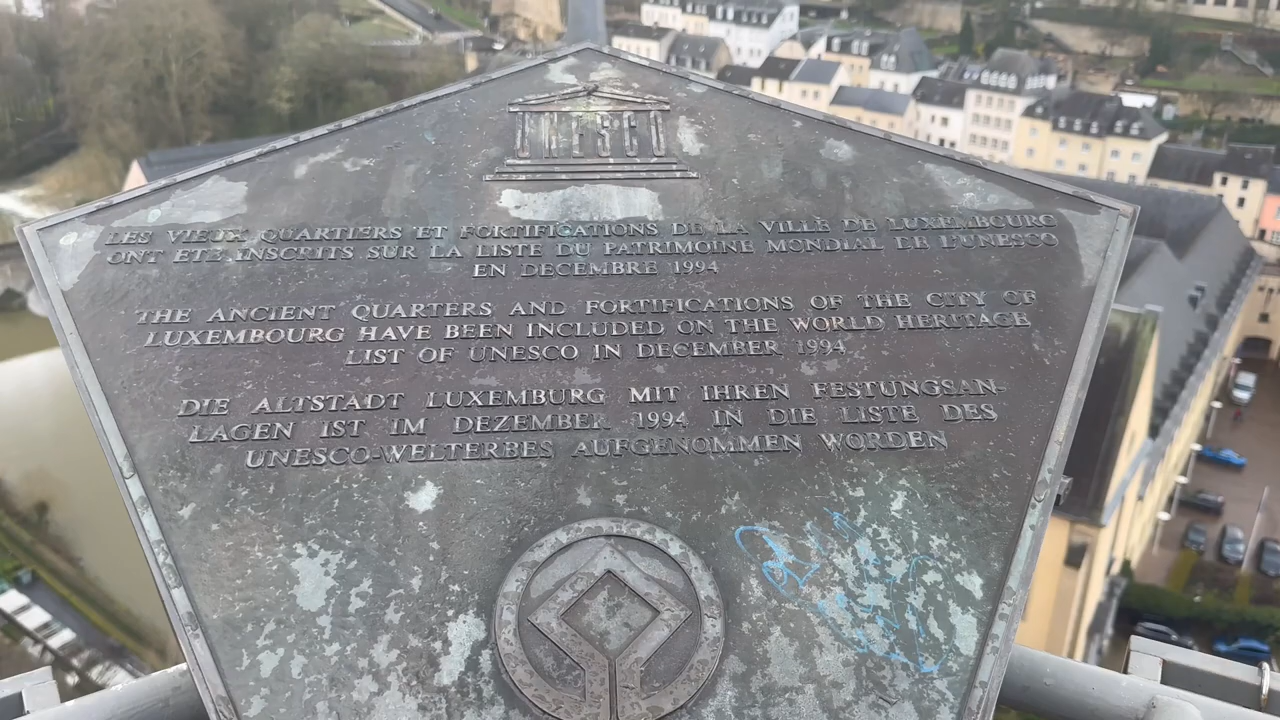 UNESCO
LES VIEUX QUARTIERS ET FORTIFICATIONS DE LA VILLE DE LUXEMBOURG
ONT ETE INSCRITS SUR LA LISTE DU PATRIMOINE MONDIAL DE L'UNESCO
EN DECEMBRE 1994
THE ANCIENT QUARTERS AND FORTIFICATIONS OF THE CITY OF
LUXEMBOURG HAVE BEEN INCLUDED ON THE WORLD HERITAGE
LIST OF UNESCO IN DECEMBER 1994
DIE ALTSTADT LUXEMBURG MIT IHREN FESTUNGSAN-
LAGEN IST IM DEZEMBER 1994 IN DIE LISTE DES
UNESCO-WELTERBES AUFGENOMMEN WORDEN